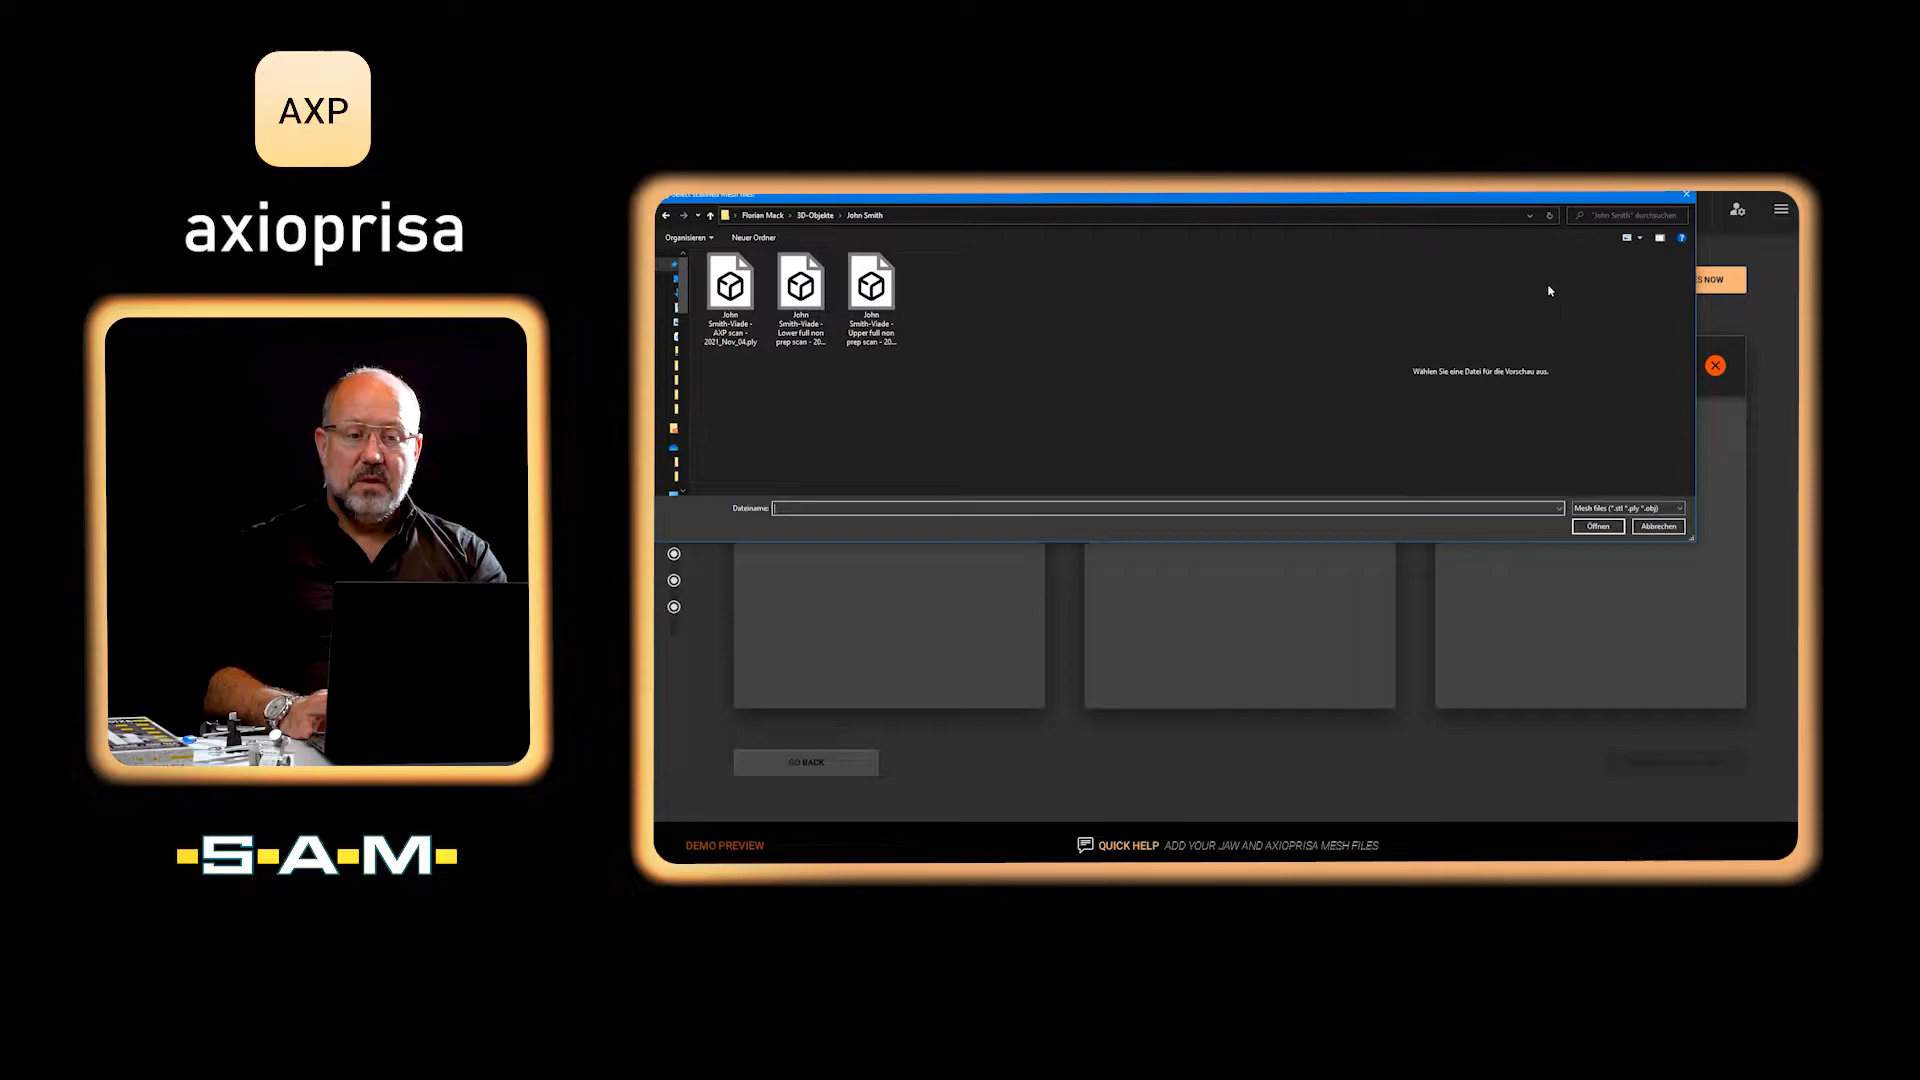 AXP
axioprisa
S-A-M
Florian Mack
3D-Objekte
John Smith
"John Smith" durchsuchen
Organisieren
Neuer Ordner
S NOW
John
Smith-Viade -
AXP scan -
2021_Nov_04.ply
John
Smith-Viade -
Lower full non
prep scan - 20...
John
Smith-Viade -
Upper full non
prep scan - 20...
Wählen Sie eine Datei für die Vorschau aus.
Dateiname:
Mesh files (*.stl *.ply *.obj)
Öffnen
Abbrechen
GO BACK
DEMO PREVIEW
QUICK HELP ADD YOUR JAW AND AXIOPRISA MESH FILES